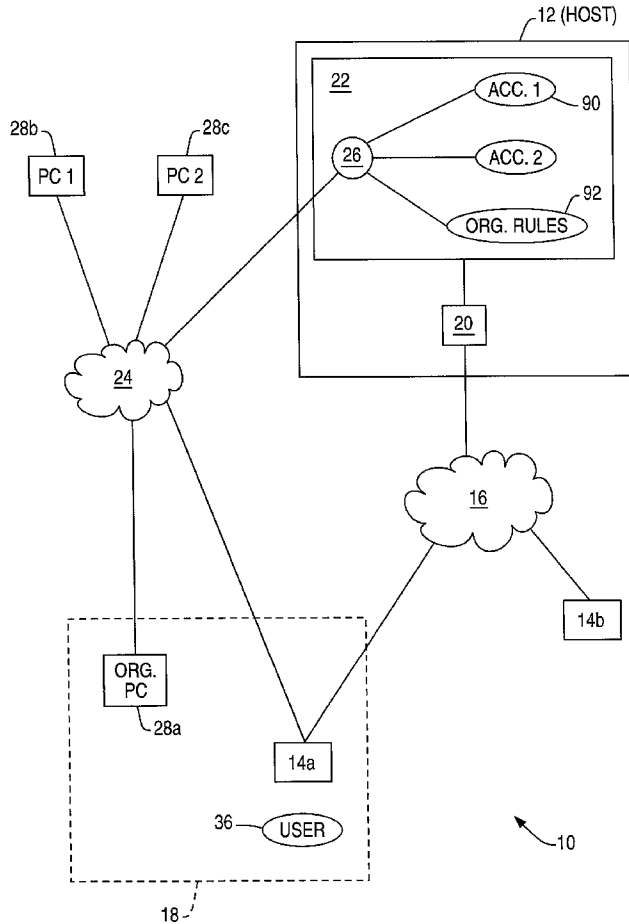 12 (HOST)
22
ACC. 1
90
28b
28c
26
ACC. 2
PC 1
PC 2
92
ORG. RULES
20
24
16
14b
ORG.
PC
28a
14a
36
USER
10
18